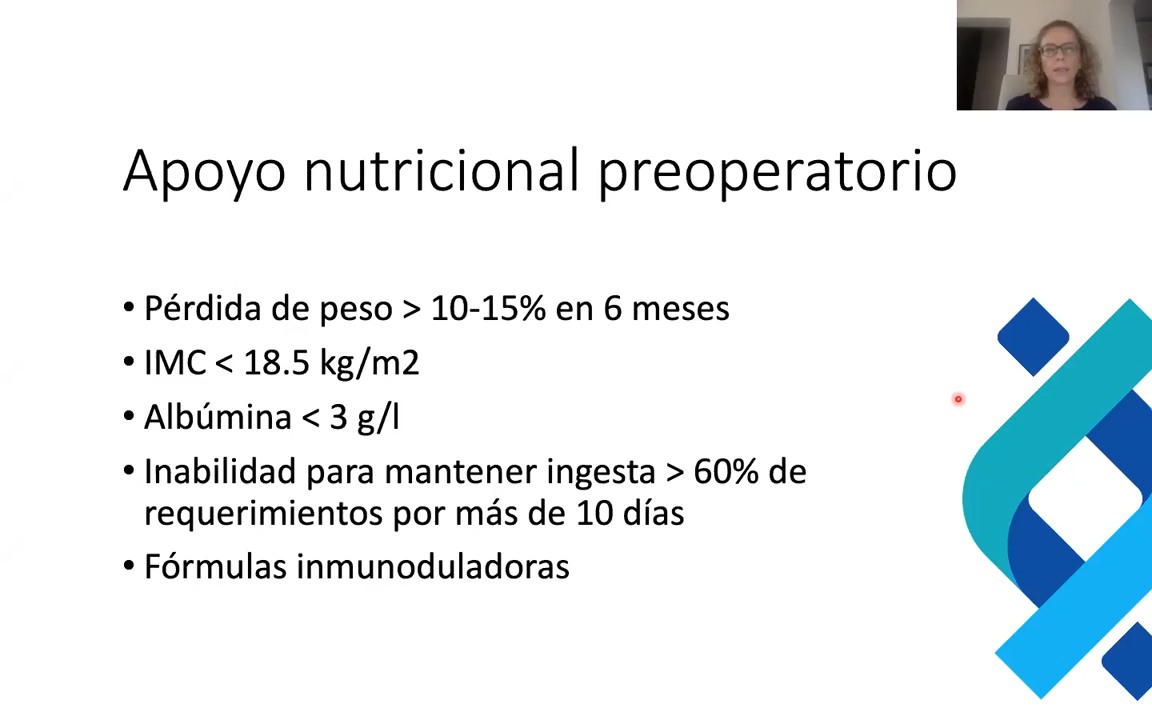 Apoyo nutricional preoperatorio
• Pérdida de peso > 10-15% en 6 meses
• IMC < 18.5 kg/m2
• Albúmina < 3 g/l
• Inabilidad para mantener ingesta > 60% de
requerimientos por más de 10 días
• Fórmulas inmunoduladoras